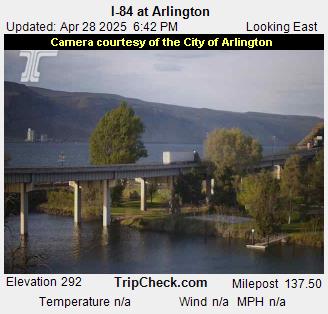 I-84 at Arlington
Updated: Apr 28 2025 6:42 PM Looking East
Camera courtesy of the City of Arlington
Elevation 292 TripCheck.com Milepost 137.50
Temperature n/a Wind n/a MPH n/a